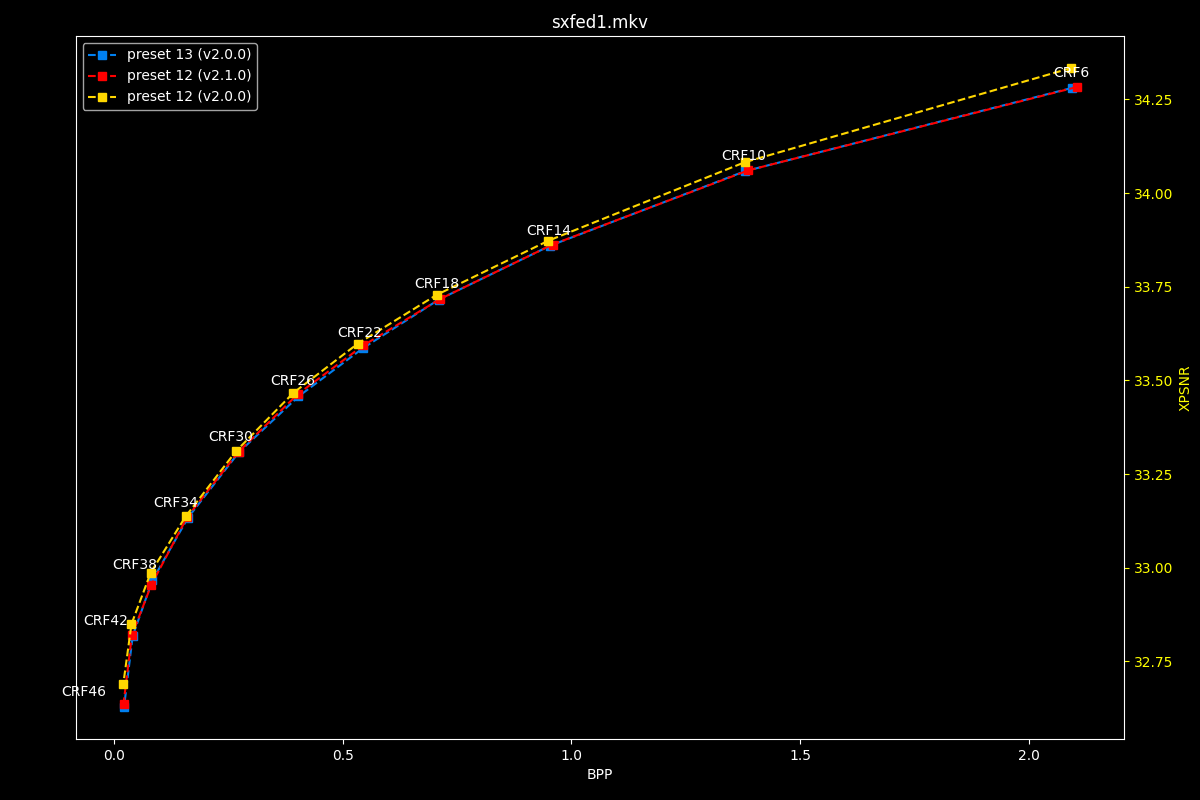 sxfed1.mkv
preset 13 (v2.0.0)
preset 12 (v2.1.0)
preset 12 (v2.0.0)
CRF6
34.25
CRF10
34.00
CRF14
33.75
CRF18
CRF22
33.50
CRF26
XPSNR
CRF30
33.25
CRF34
CRF38
33.00
CRF42
32.75
CRF46
0.0 0.5 1.0 1.5 2.0
BPP